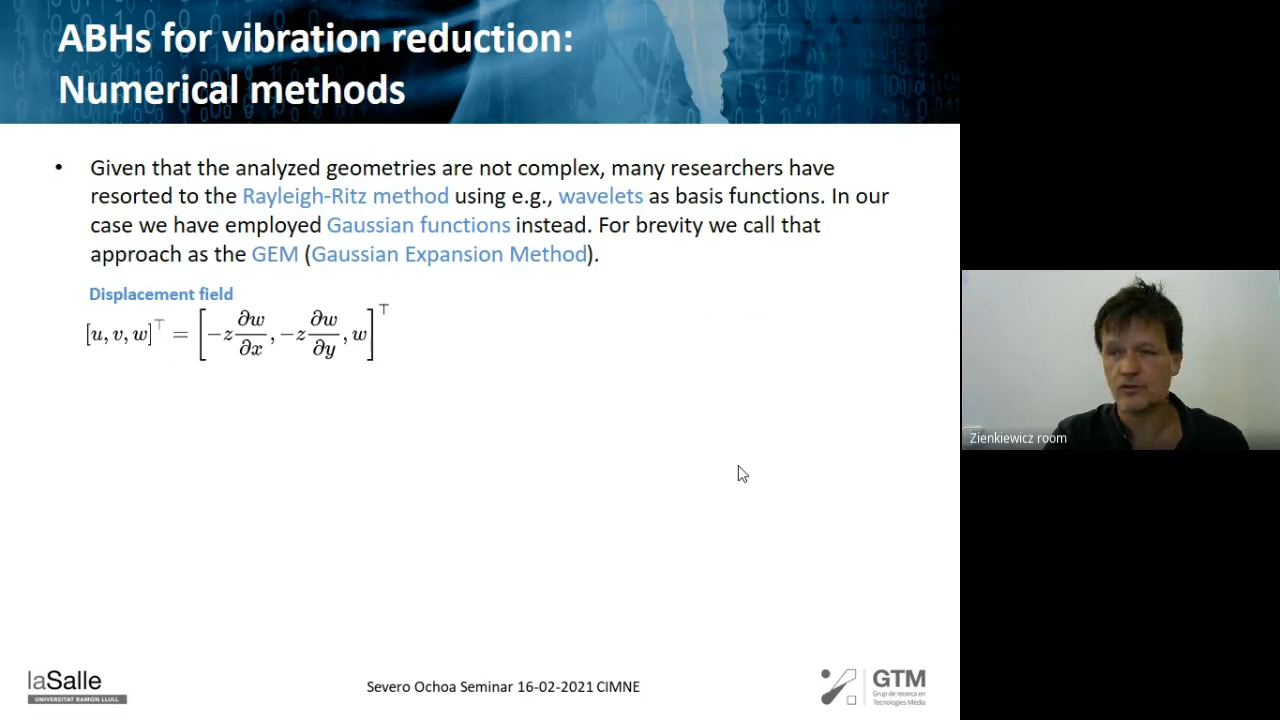 ABHs for vibration reduction:
Numerical methods
• Given that the analyzed geometries are not complex, many researchers have
resorted to the Rayleigh-Ritz method using e.g., wavelets as basis functions. In our
case we have employed Gaussian functions instead. For brevity we call that
approach as the GEM (Gaussian Expansion Method).
Displacement field
[u, v, w]⊤ = [−z ∂w/∂x, −z ∂w/∂y, w]⊤
Zienkiewicz room
laSalle
UNIVERSITAT RAMON LLULL
Severo Ochoa Seminar 16-02-2021 CIMNE
GTM
Grup de recerca en
Tecnologies Mèdia